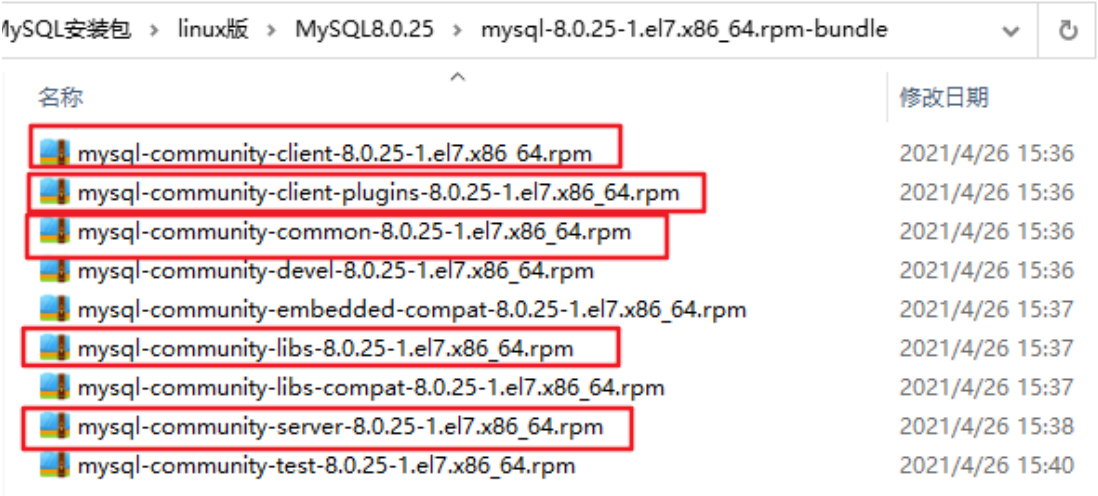 MySQL安装包 › linux版 › MySQL8.0.25 › mysql-8.0.25-1.el7.x86_64.rpm-bundle
名称 修改日期
mysql-community-client-8.0.25-1.el7.x86_64.rpm 2021/4/26 15:36
mysql-community-client-plugins-8.0.25-1.el7.x86_64.rpm 2021/4/26 15:36
mysql-community-common-8.0.25-1.el7.x86_64.rpm 2021/4/26 15:36
mysql-community-devel-8.0.25-1.el7.x86_64.rpm 2021/4/26 15:36
mysql-community-embedded-compat-8.0.25-1.el7.x86_64.rpm 2021/4/26 15:37
mysql-community-libs-8.0.25-1.el7.x86_64.rpm 2021/4/26 15:37
mysql-community-libs-compat-8.0.25-1.el7.x86_64.rpm 2021/4/26 15:37
mysql-community-server-8.0.25-1.el7.x86_64.rpm 2021/4/26 15:38
mysql-community-test-8.0.25-1.el7.x86_64.rpm 2021/4/26 15:40